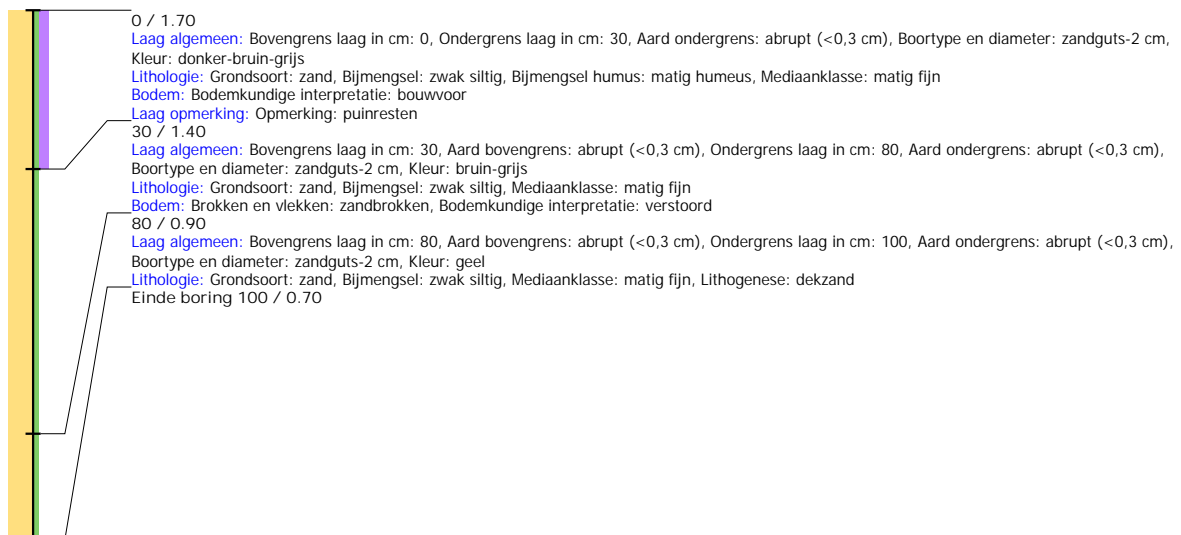 0 / 1.70
Laag algemeen: Bovengrens laag in cm: 0, Ondergrens laag in cm: 30, Aard ondergrens: abrupt (<0,3 cm), Boortype en diameter: zandguts-2 cm,
Kleur: donker-bruin-grijs
Lithologie: Grondsoort: zand, Bijmengsel: zwak siltig, Bijmengsel humus: matig humeus, Mediaanklasse: matig fijn
Bodem: Bodemkundige interpretatie: bouwvoor
Laag opmerking: Opmerking: puinresten
30 / 1.40
Laag algemeen: Bovengrens laag in cm: 30, Aard bovengrens: abrupt (<0,3 cm), Ondergrens laag in cm: 80, Aard ondergrens: abrupt (<0,3 cm),
Boortype en diameter: zandguts-2 cm, Kleur: bruin-grijs
Lithologie: Grondsoort: zand, Bijmengsel: zwak siltig, Mediaanklasse: matig fijn
Bodem: Brokken en vlekken: zandbrokken, Bodemkundige interpretatie: verstoord
80 / 0.90
Laag algemeen: Bovengrens laag in cm: 80, Aard bovengrens: abrupt (<0,3 cm), Ondergrens laag in cm: 100, Aard ondergrens: abrupt (<0,3 cm),
Boortype en diameter: zandguts-2 cm, Kleur: geel
Lithologie: Grondsoort: zand, Bijmengsel: zwak siltig, Mediaanklasse: matig fijn, Lithogenese: dekzand
Einde boring 100 / 0.70